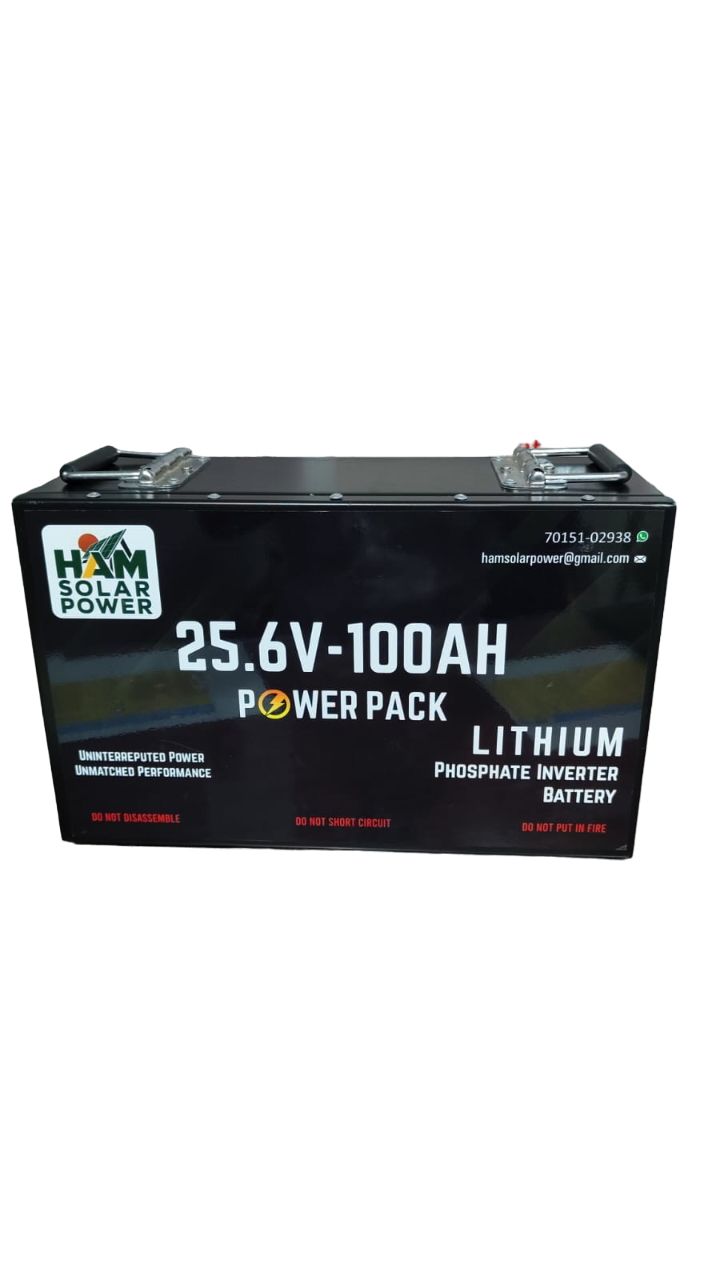 HAM
SOLAR
POWER
70151-02938
hamsolarpower@gmail.com
25.6V-100AH
POWER PACK
LITHIUM
PHOSPHATE INVERTER
BATTERY
UNINTERREPUTED POWER
UNMATCHED PERFORMANCE
DO NOT DISASSEMBLE
DO NOT SHORT CIRCUIT
DO NOT PUT IN FIRE